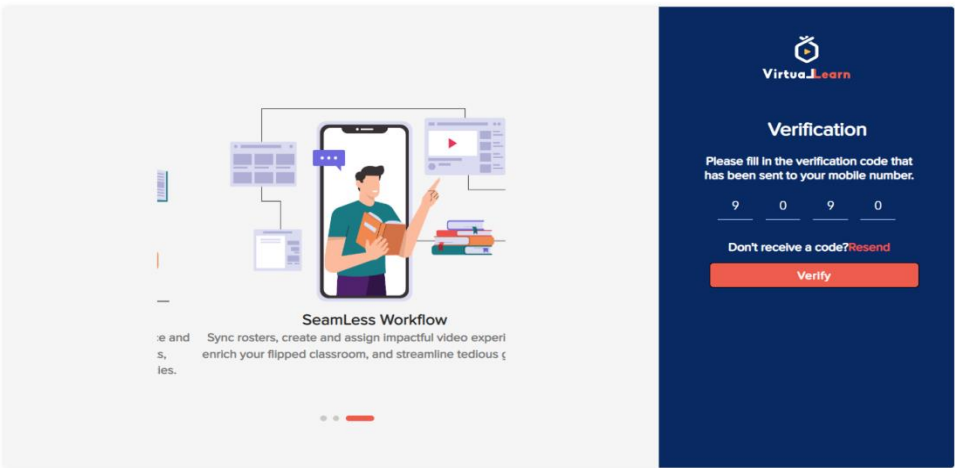 SeamLess Workflow
e and
s,
ies.
Sync rosters, create and assign impactful video experi
enrich your flipped classroom, and streamline tedious g
VirtualLearn
Verification
Please fill in the verification code that
has been sent to your mobile number.
9 0 9 0
Don't receive a code?Resend
Verify